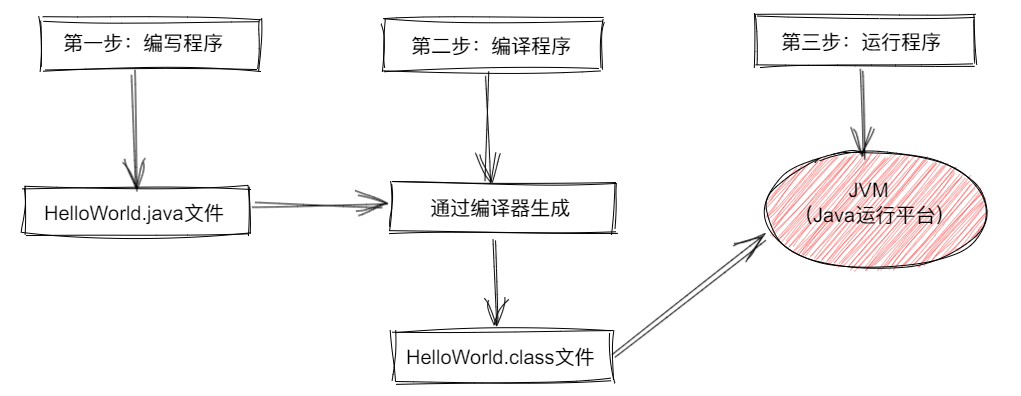 第一步：编写程序
第二步：编译程序
第三步：运行程序
HelloWorld.java文件
通过编译器生成
JVM
（Java运行平台）
HelloWorld.class文件